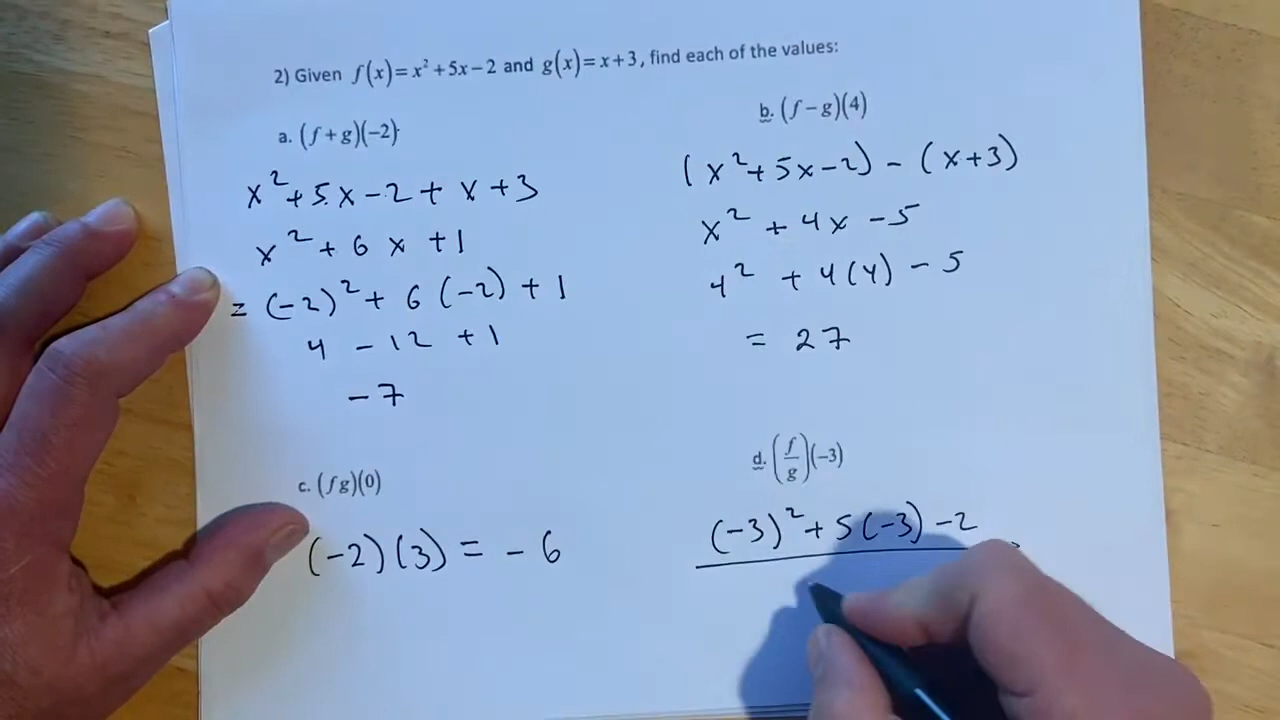 2) Given f(x)=x²+5x−2 and g(x)=x+3, find each of the values:
a. (f+g)(−2)
x²+5x−2+x+3
x²+6x+1
= (−2)²+6(−2)+1
4 −12 +1
−7
b. (f−g)(4)
(x²+5x−2)−(x+3)
x²+4x−5
4²+4(4)−5
= 27
c. (fg)(0)
(−2)(3)=−6
d. (f/g)(−3)
(−3)²+5(−3)−2